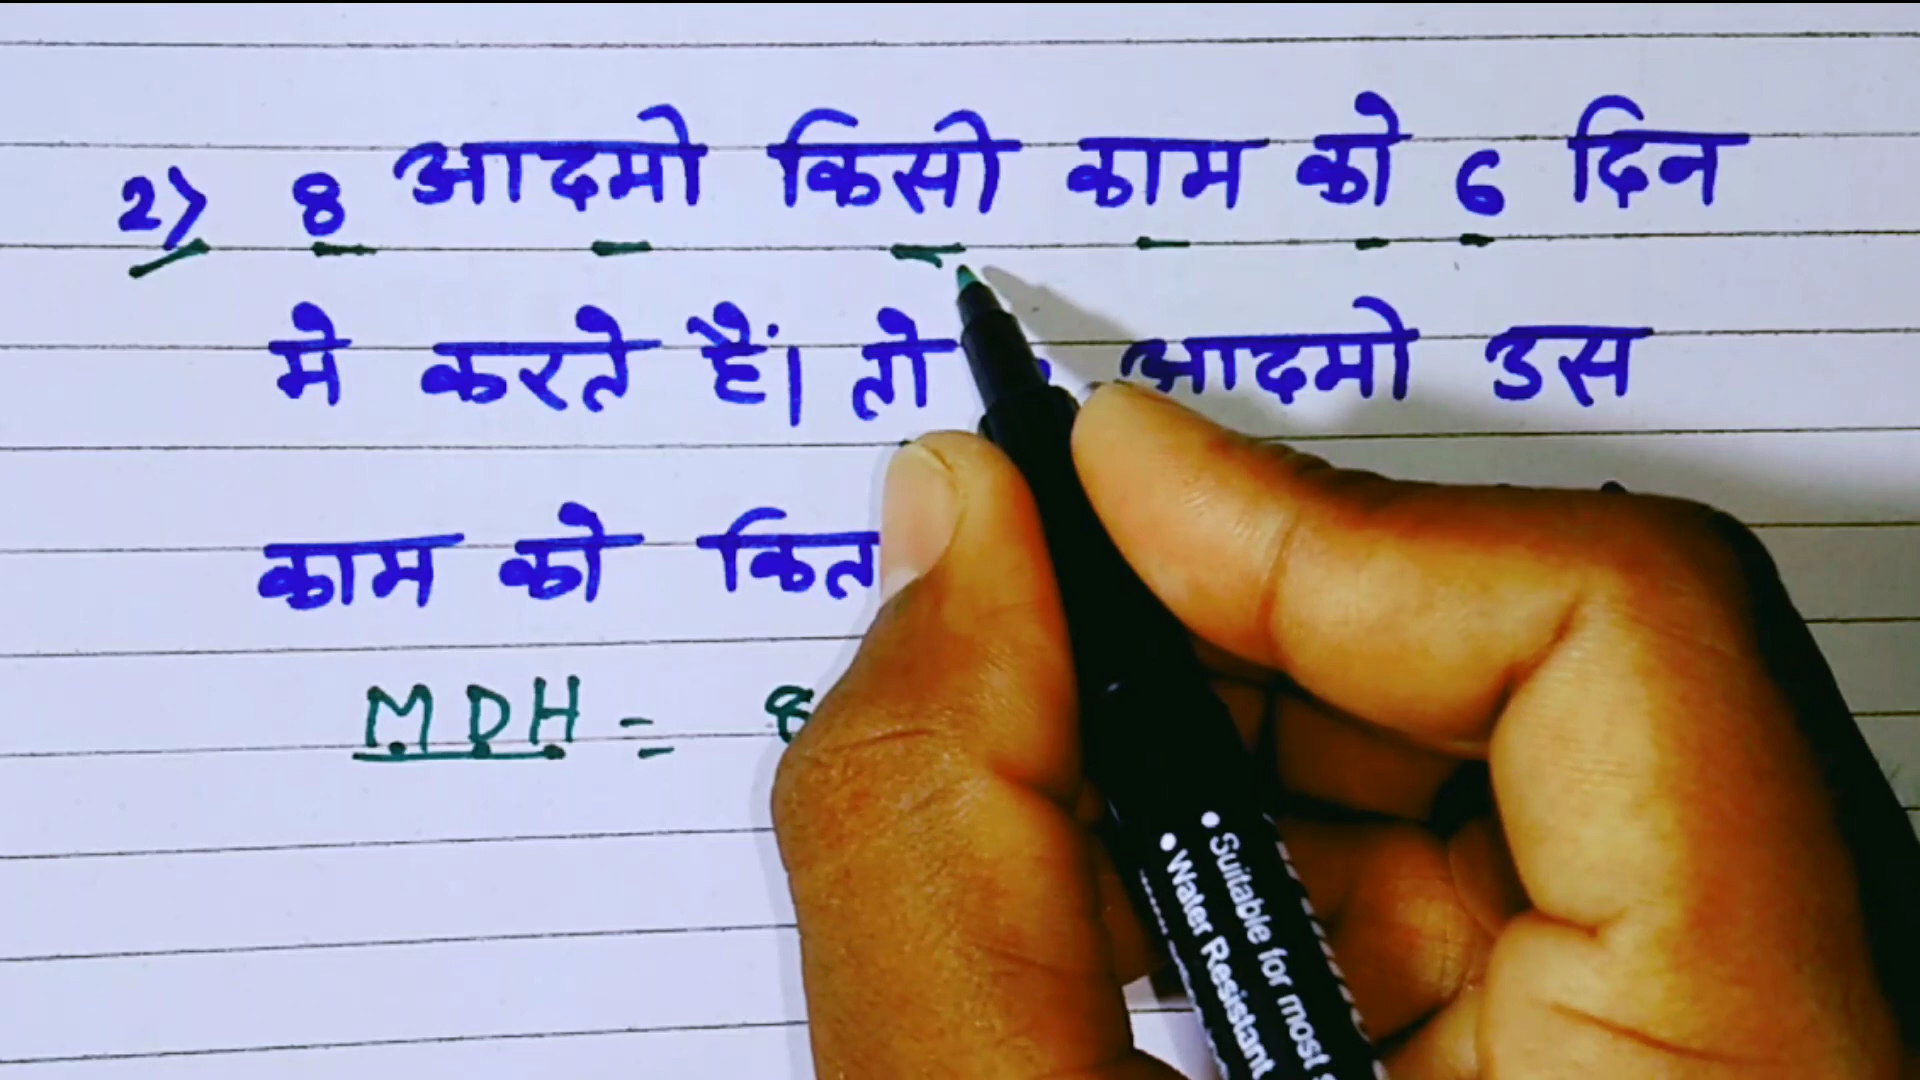 2) 8 आदमी किसी काम को 6 दिन
मे करते हैं। तो आदमी उस
काम को
MDH = 8
• Suitable for most
• Water Resistant